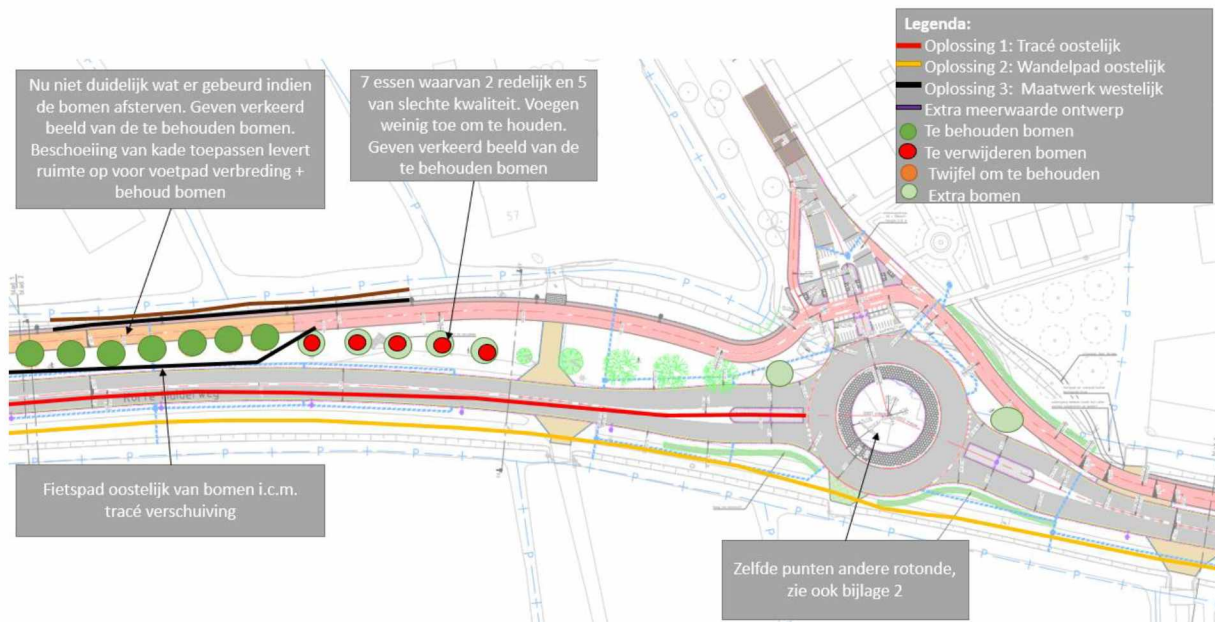 Legenda:
Oplossing 1: Tracé oostelijk
Oplossing 2: Wandelpad oostelijk
Oplossing 3: Maatwerk westelijk
Extra meerwaarde ontwerp
Te behouden bomen
Te verwijderen bomen
Twijfel om te behouden
Extra bomen
Nu niet duidelijk wat er gebeurd indien
de bomen afsterven. Geven verkeerd
beeld van de te behouden bomen.
Beschoeiing van kade toepassen levert
ruimte op voor voetpad verbreding +
behoud bomen
7 essen waarvan 2 redelijk en 5
van slechte kwaliteit. Voegen
weinig toe om te houden.
Geven verkeerd beeld van de
te behouden bomen
57
Fietspad oostelijk van bomen i.c.m.
tracé verschuiving
Zelfde punten andere rotonde,
zie ook bijlage 2